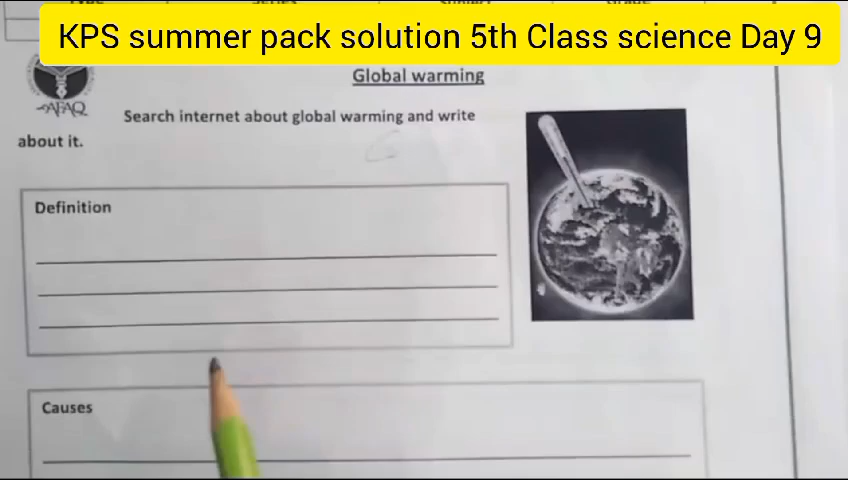 KPS summer pack solution 5th Class science Day 9
Global warming
AFAQ
Search internet about global warming and write
about it.
Definition
Causes